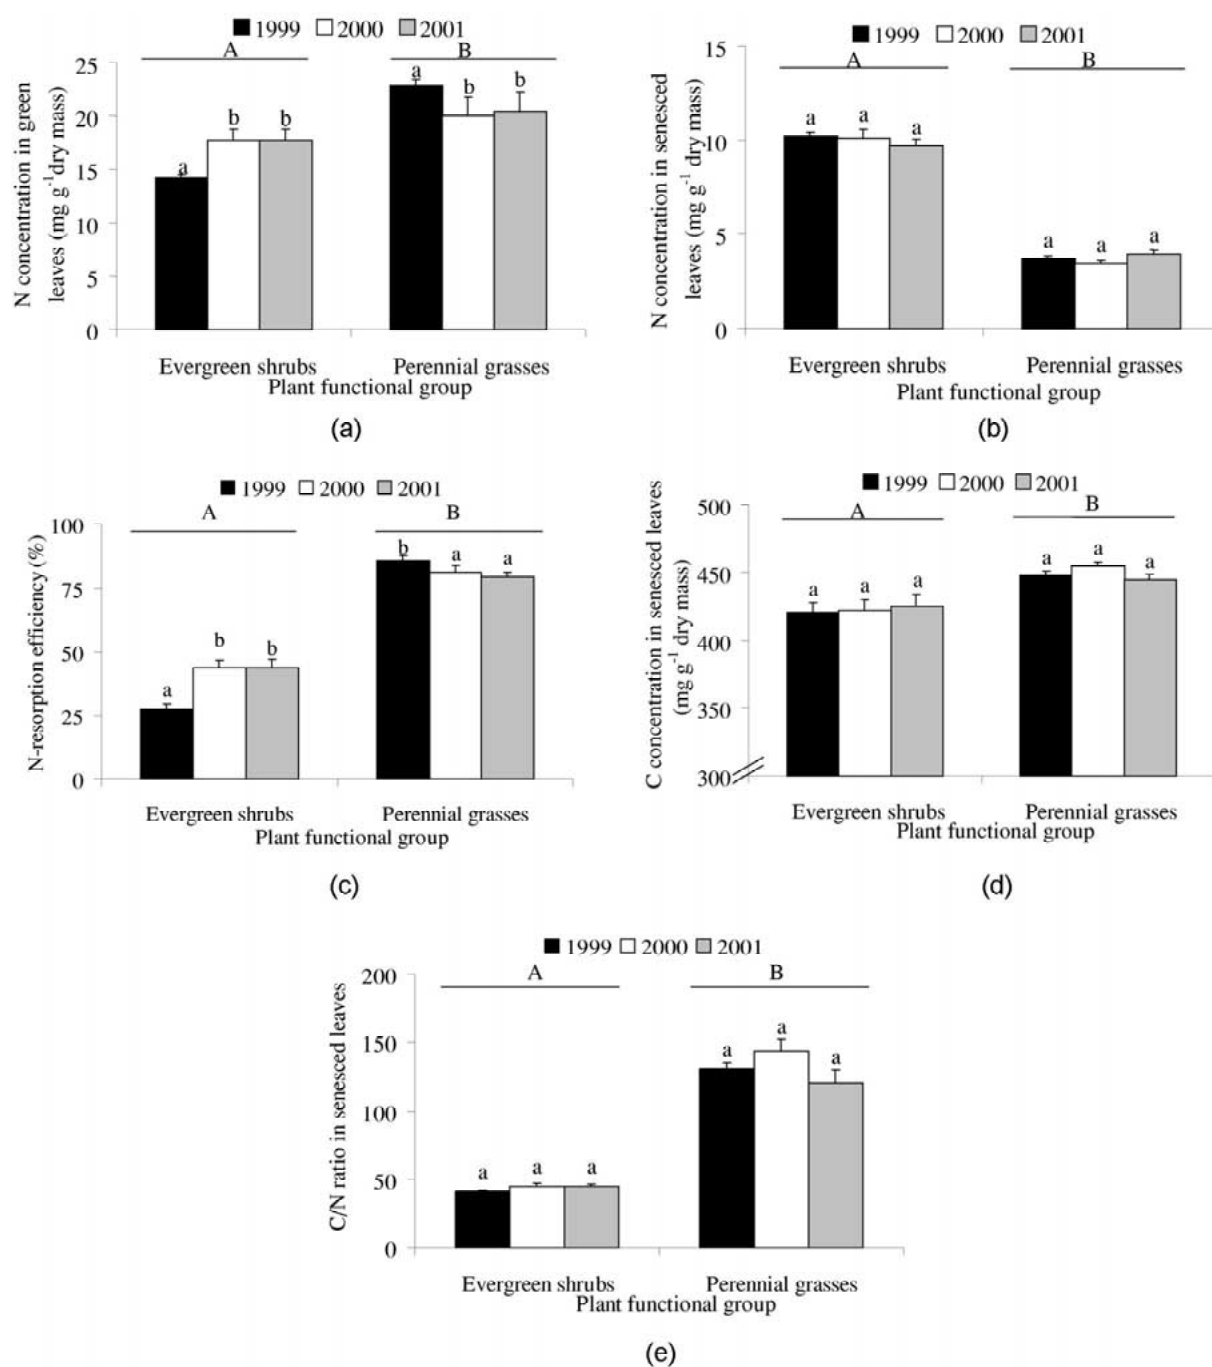 1999 2000 2001
A B
N concentration in green
leaves (mg g⁻¹dry mass)
25
20
15
10
5
0
a b b a b b
Evergreen shrubs Perennial grasses
Plant functional group
(a)
1999 2000 2001
A B
N concentration in senesced
leaves (mg g⁻¹ dry mass)
15
10
5
0
a a a a a a
Evergreen shrubs Perennial grasses
Plant functional group
(b)
1999 2000 2001
A B
N-resorption efficiency (%)
100
75
50
25
0
a b b b a a
Evergreen shrubs Perennial grasses
Plant functional group
(c)
1999 2000 2001
A B
C concentration in senesced leaves
(mg g⁻¹ dry mass)
500
450
400
350
300
a a a a a a
Evergreen shrubs Perennial grasses
Plant functional group
(d)
1999 2000 2001
A B
C/N ratio in senesced leaves
200
150
100
50
0
a a a a a a
Evergreen shrubs Perennial grasses
Plant functional group
(e)